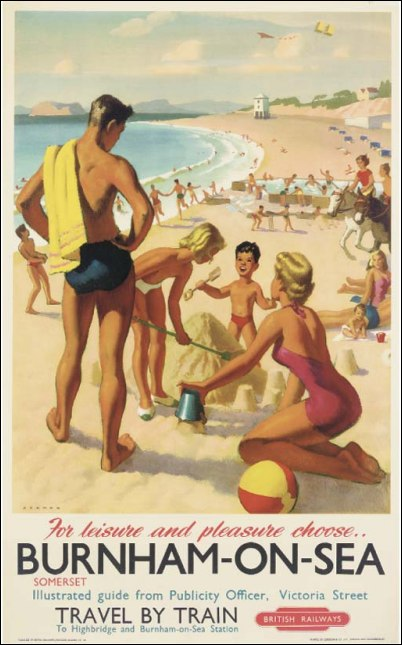 For leisure and pleasure choose..
BURNHAM-ON-SEA
SOMERSET
Illustrated guide from Publicity Officer, Victoria Street
TRAVEL BY TRAIN
BRITISH RAILWAYS
To Highbridge and Burnham-on-Sea Station